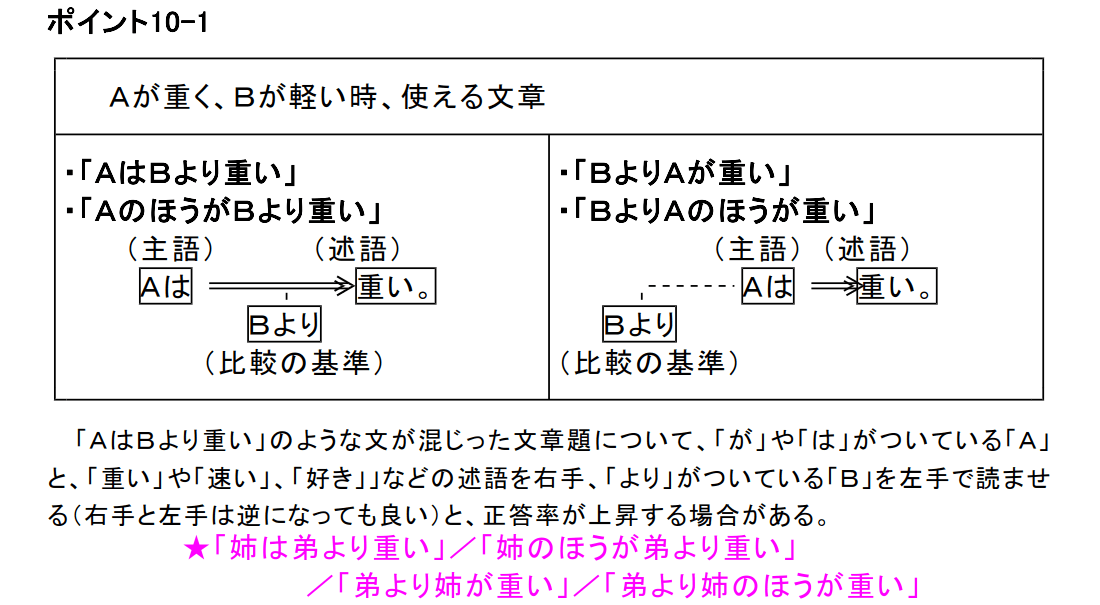 ポイント10-1
Aが重く、Bが軽い時、使える文章
・「AはBより重い」
・「AのほうがBより重い」
(主語) (述語)
Aは 重い。
Bより
(比較の基準)
・「BよりAが重い」
・「BよりAのほうが重い」
(主語) (述語)
Aは 重い。
Bより
(比較の基準)
「AはBより重い」のような文が混じった文章題について、「が」や「は」がついている「A」
と、「重い」や「速い」、「好き」」などの述語を右手、「より」がついている「B」を左手で読ませ
る(右手と左手は逆になっても良い)と、正答率が上昇する場合がある。
★「姉は弟より重い」/「姉のほうが弟より重い」
/「弟より姉が重い」/「弟より姉のほうが重い」